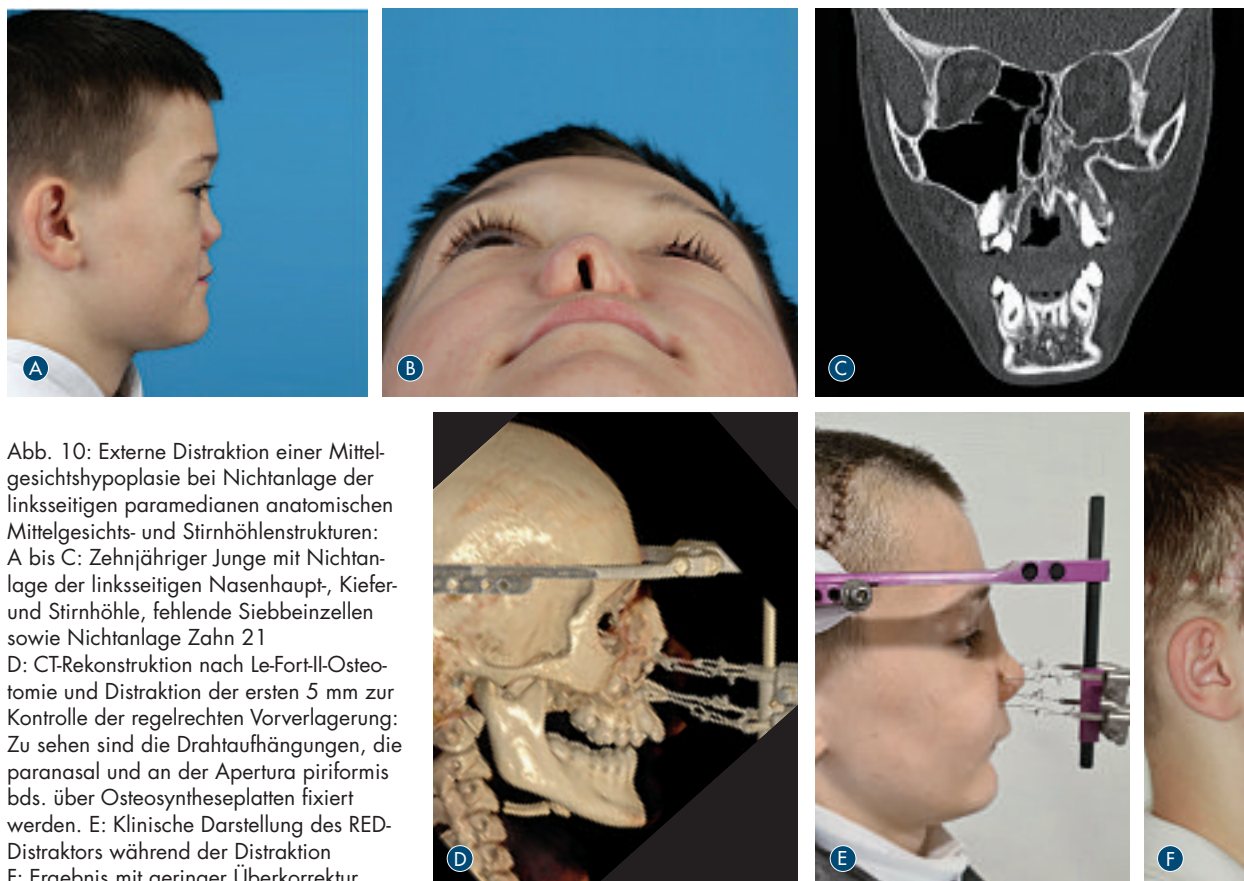 A
B
C
Abb. 10: Externe Distraktion einer Mittel-
gesichtshypoplasie bei Nichtanlage der
linksseitigen paramedianen anatomischen
Mittelgesichts- und Stirnhöhlenstrukturen:
A bis C: Zehnjähriger Junge mit Nichtan-
lage der linksseitigen Nasenhaupt-, Kiefer-
und Stirnhöhle, fehlende Siebbeinzellen
sowie Nichtanlage Zahn 21
D: CT-Rekonstruktion nach Le-Fort-II-Osteo-
tomie und Distraktion der ersten 5 mm zur
Kontrolle der regelrechten Vorverlagerung:
Zu sehen sind die Drahtaufhängungen, die
paranasal und an der Apertura piriformis
bds. über Osteosyntheseplatten fixiert
werden. E: Klinische Darstellung des RED-
Distraktors während der Distraktion
F: Ergebnis mit geringer Überkorrektur
D
E
F